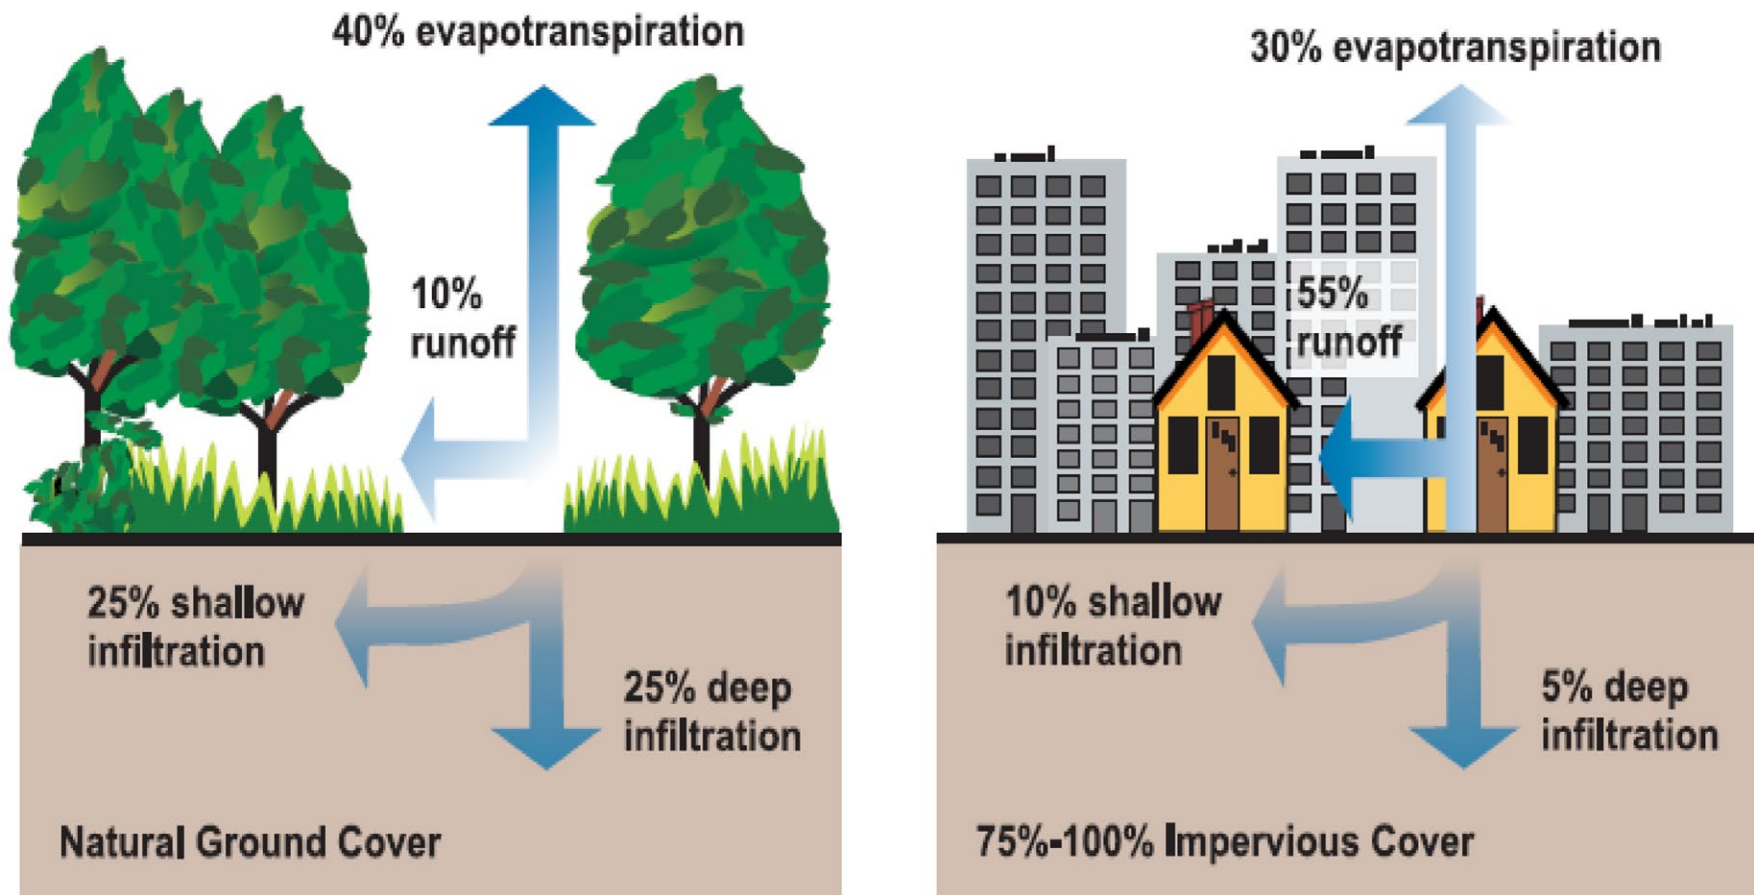 40% evapotranspiration
10%
runoff
25% shallow
infiltration
25% deep
infiltration
Natural Ground Cover
30% evapotranspiration
55%
runoff
10% shallow
infiltration
5% deep
infiltration
75%-100% Impervious Cover